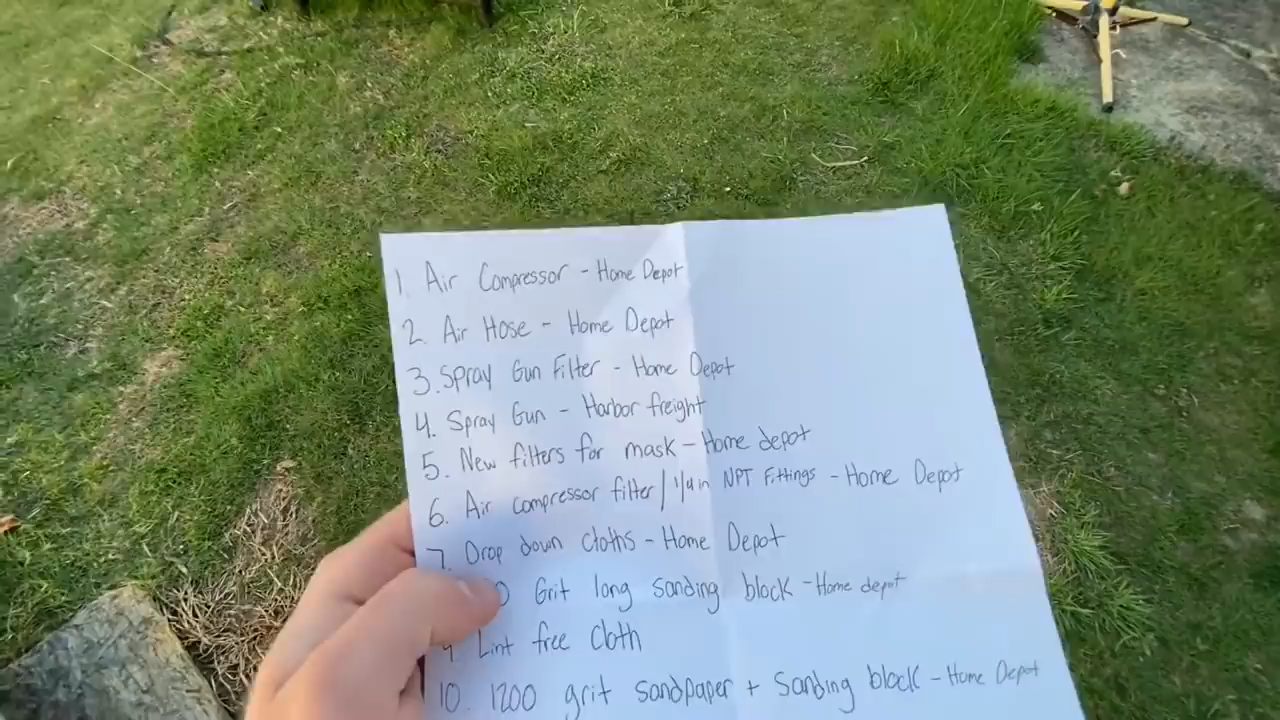 1. Air Compressor - Home Depot
2. Air Hose - Home Depot
3. Spray Gun Filter - Home Depot
4. Spray Gun - Harbor freight
5. New filters for mask - Home depot
6. Air compressor filter / 1/4 in NPT Fittings - Home Depot
7. Drop down cloths - Home Depot
Grit long sanding block - Home depot
9. Lint free cloth
10. 1200 grit sandpaper + Sanding block - Home Depot